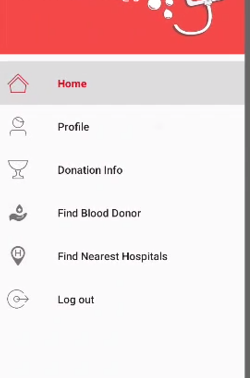 Home
Profile
Donation Info
Find Blood Donor
Find Nearest Hospitals
Log out